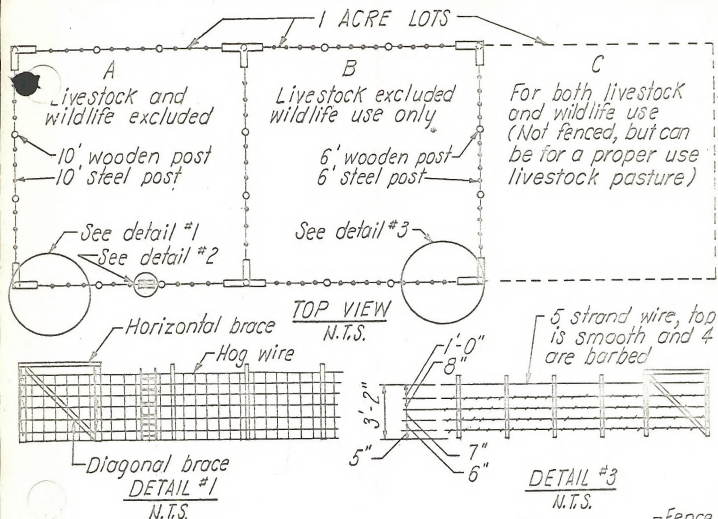 1 ACRE LOTS
A
Livestock and
wildlife excluded
10' wooden post
10' steel post
B
Livestock excluded
wildlife use only
6' wooden post
6' steel post
C
For both livestock
and wildlife use
(Not fenced, but can
be for a proper use
livestock pasture)
See detail #1
See detail #2
See detail #3
TOP VIEW
N.T.S.
Horizontal brace
Hog wire
5 strand wire, top
is smooth and 4
are barbed
1'-0"
8"
3'-2"
5"
7"
6"
Diagonal brace
DETAIL #1
N.T.S.
DETAIL #3
N.T.S.
-Fence